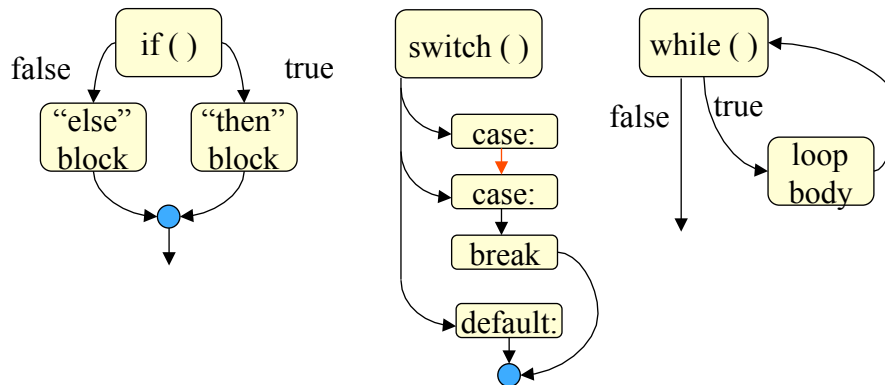 if ( )
false
true
“else”
block
“then”
block
switch ( )
case:
case:
break
default:
while ( )
false
true
loop
body